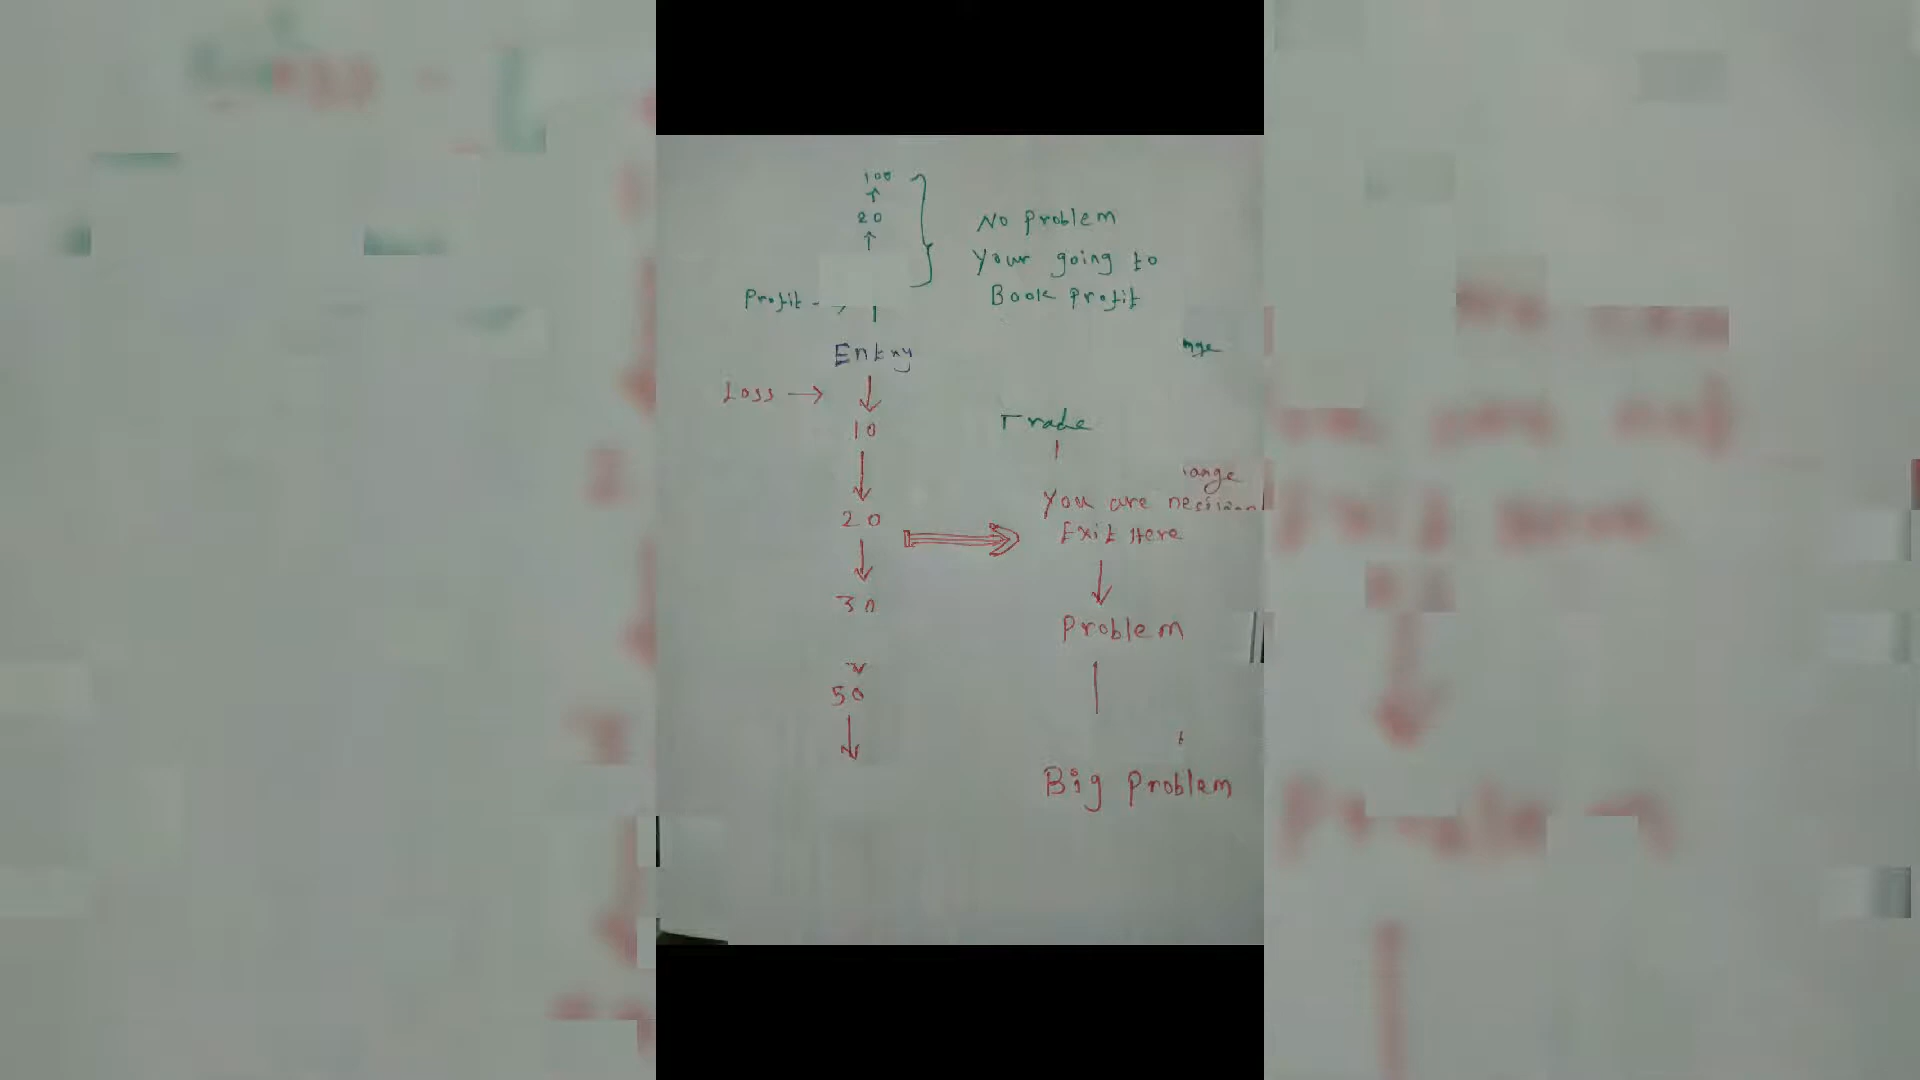 100
↑
20
↑
No problem
Your going to
Book profit
Profit -
Entry
Loss →
↓
10
Trade
↓
20
You are
Exit Here
↓
30
↓
Problem
50
↓
Big Problem